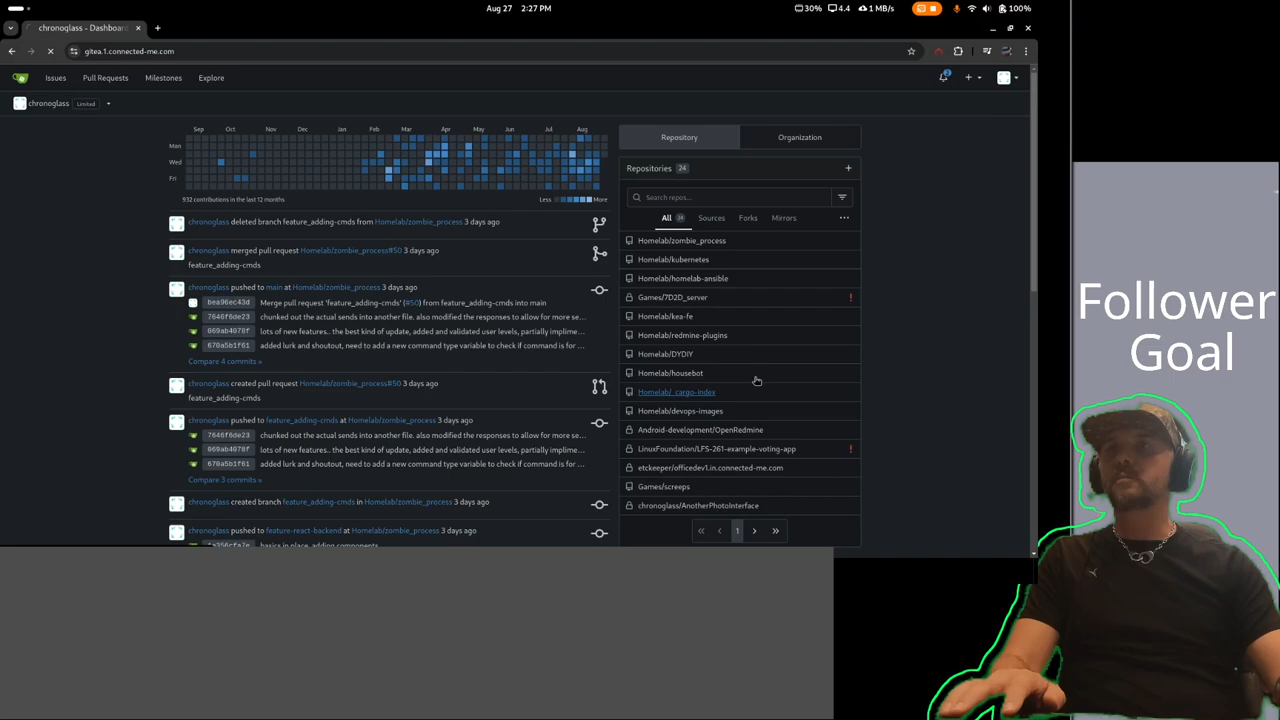 Aug 27 2:27 PM
30% 4.4 1 MB/s 100%
chronoglass - Dashboard
gitea.1.connected-me.com
Issues Pull Requests Milestones Explore
2
chronoglass Limited
Sep Oct Nov Dec Jan Feb Mar Apr May Jun Jul Aug
Mon
Wed
Fri
932 contributions in the last 12 months
Less More
chronoglass deleted branch feature_adding-cmds from Homelab/zombie_process 3 days ago
chronoglass merged pull request Homelab/zombie_process#50 3 days ago
feature_adding-cmds
chronoglass pushed to main at Homelab/zombie_process 3 days ago
bea96ec43d Merge pull request 'feature_adding-cmds' (#50) from feature_adding-cmds into main
7646f6de23 chunked out the actual sends into another file. also modified the responses to allow for more se…
069ab4078f lots of new features.. the best kind of update, added and validated user levels, partially implime…
670a5b1f61 added lurk and shoutout, need to add a new command type variable to check if command is for …
Compare 4 commits »
chronoglass created pull request Homelab/zombie_process#50 3 days ago
feature_adding-cmds
chronoglass pushed to feature_adding-cmds at Homelab/zombie_process 3 days ago
7646f6de23 chunked out the actual sends into another file. also modified the responses to allow for more se…
069ab4078f lots of new features.. the best kind of update, added and validated user levels, partially implime…
670a5b1f61 added lurk and shoutout, need to add a new command type variable to check if command is for …
Compare 3 commits »
chronoglass created branch feature_adding-cmds in Homelab/zombie_process 3 days ago
chronoglass pushed to feature-react-backend at Homelab/zombie_process 3 days ago
basics in place, adding components
Repository Organization
Repositories 24
Search repos...
All 24 Sources Forks Mirrors
Homelab/zombie_process
Homelab/kubernetes
Homelab/homelab-ansible
Games/7D2D_server
Homelab/kea-fe
Homelab/redmine-plugins
Homelab/DYDIY
Homelab/housebot
Homelab/_cargo-index
Homelab/devops-images
Android-development/OpenRedmine
LinuxFoundation/LFS-261-example-voting-app
etckeeper/officedev1.in.connected-me.com
Games/screeps
chronoglass/AnotherPhotoInterface
1
Follower
Goal